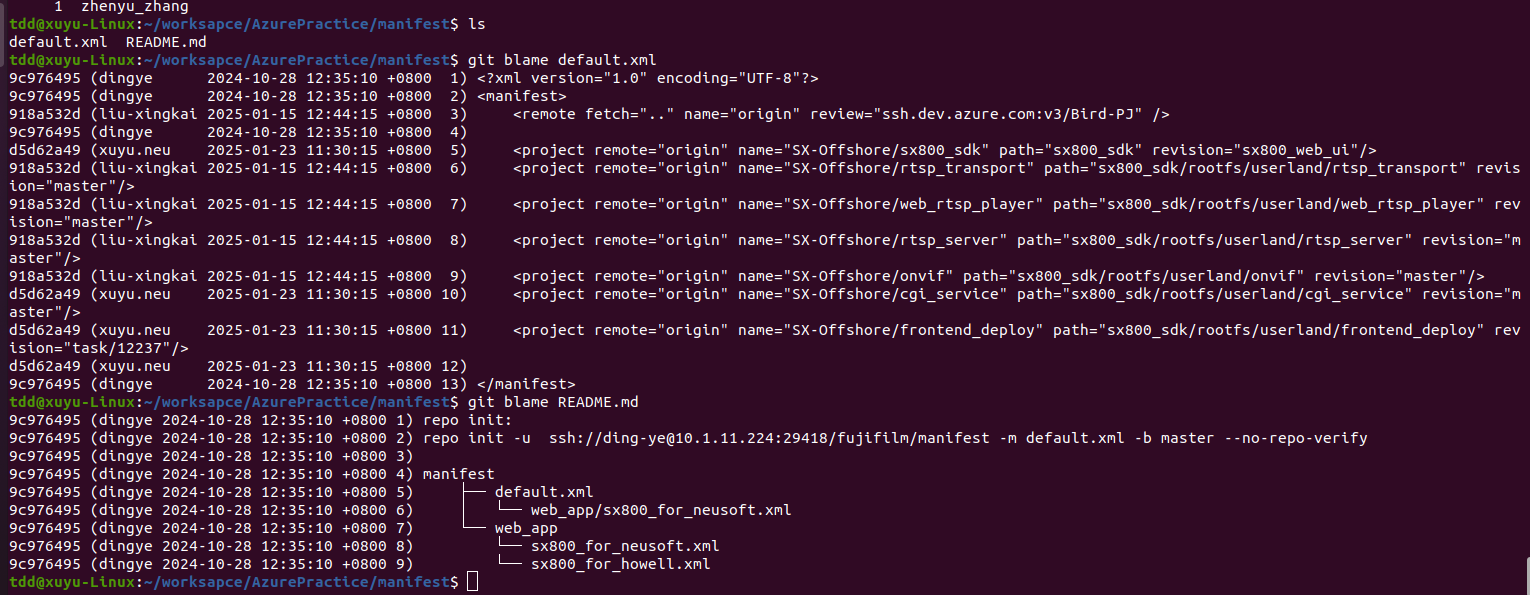 1  zhenyu_zhang
tdd@xuyu-Linux:~/worksapce/AzurePractice/manifest$ ls
default.xml  README.md
tdd@xuyu-Linux:~/worksapce/AzurePractice/manifest$ git blame default.xml
9c976495 (dingye      2024-10-28 12:35:10 +0800  1) <?xml version="1.0" encoding="UTF-8"?>
9c976495 (dingye      2024-10-28 12:35:10 +0800  2) <manifest>
918a532d (liu-xingkai 2025-01-15 12:44:15 +0800  3)     <remote fetch=".." name="origin" review="ssh.dev.azure.com:v3/Bird-PJ" />
9c976495 (dingye      2024-10-28 12:35:10 +0800  4)
d5d62a49 (xuyu.neu    2025-01-23 11:30:15 +0800  5)     <project remote="origin" name="SX-Offshore/sx800_sdk" path="sx800_sdk" revision="sx800_web_ui"/>
918a532d (liu-xingkai 2025-01-15 12:44:15 +0800  6)     <project remote="origin" name="SX-Offshore/rtsp_transport" path="sx800_sdk/rootfs/userland/rtsp_transport" revis
ion="master"/>
918a532d (liu-xingkai 2025-01-15 12:44:15 +0800  7)     <project remote="origin" name="SX-Offshore/web_rtsp_player" path="sx800_sdk/rootfs/userland/web_rtsp_player" rev
ision="master"/>
918a532d (liu-xingkai 2025-01-15 12:44:15 +0800  8)     <project remote="origin" name="SX-Offshore/rtsp_server" path="sx800_sdk/rootfs/userland/rtsp_server" revision="m
aster"/>
918a532d (liu-xingkai 2025-01-15 12:44:15 +0800  9)     <project remote="origin" name="SX-Offshore/onvif" path="sx800_sdk/rootfs/userland/onvif" revision="master"/>
d5d62a49 (xuyu.neu    2025-01-23 11:30:15 +0800 10)     <project remote="origin" name="SX-Offshore/cgi_service" path="sx800_sdk/rootfs/userland/cgi_service" revision="m
aster"/>
d5d62a49 (xuyu.neu    2025-01-23 11:30:15 +0800 11)     <project remote="origin" name="SX-Offshore/frontend_deploy" path="sx800_sdk/rootfs/userland/frontend_deploy" rev
ision="task/12237"/>
d5d62a49 (xuyu.neu    2025-01-23 11:30:15 +0800 12)
9c976495 (dingye      2024-10-28 12:35:10 +0800 13) </manifest>
tdd@xuyu-Linux:~/worksapce/AzurePractice/manifest$ git blame README.md
9c976495 (dingye 2024-10-28 12:35:10 +0800 1) repo init:
9c976495 (dingye 2024-10-28 12:35:10 +0800 2) repo init -u  ssh://ding-ye@10.1.11.224:29418/fujifilm/manifest -m default.xml -b master --no-repo-verify
9c976495 (dingye 2024-10-28 12:35:10 +0800 3)
9c976495 (dingye 2024-10-28 12:35:10 +0800 4) manifest
9c976495 (dingye 2024-10-28 12:35:10 +0800 5)     ├── default.xml
9c976495 (dingye 2024-10-28 12:35:10 +0800 6)     │   └── web_app/sx800_for_neusoft.xml
9c976495 (dingye 2024-10-28 12:35:10 +0800 7)     └── web_app
9c976495 (dingye 2024-10-28 12:35:10 +0800 8)         └── sx800_for_neusoft.xml
9c976495 (dingye 2024-10-28 12:35:10 +0800 9)         └── sx800_for_howell.xml
tdd@xuyu-Linux:~/worksapce/AzurePractice/manifest$